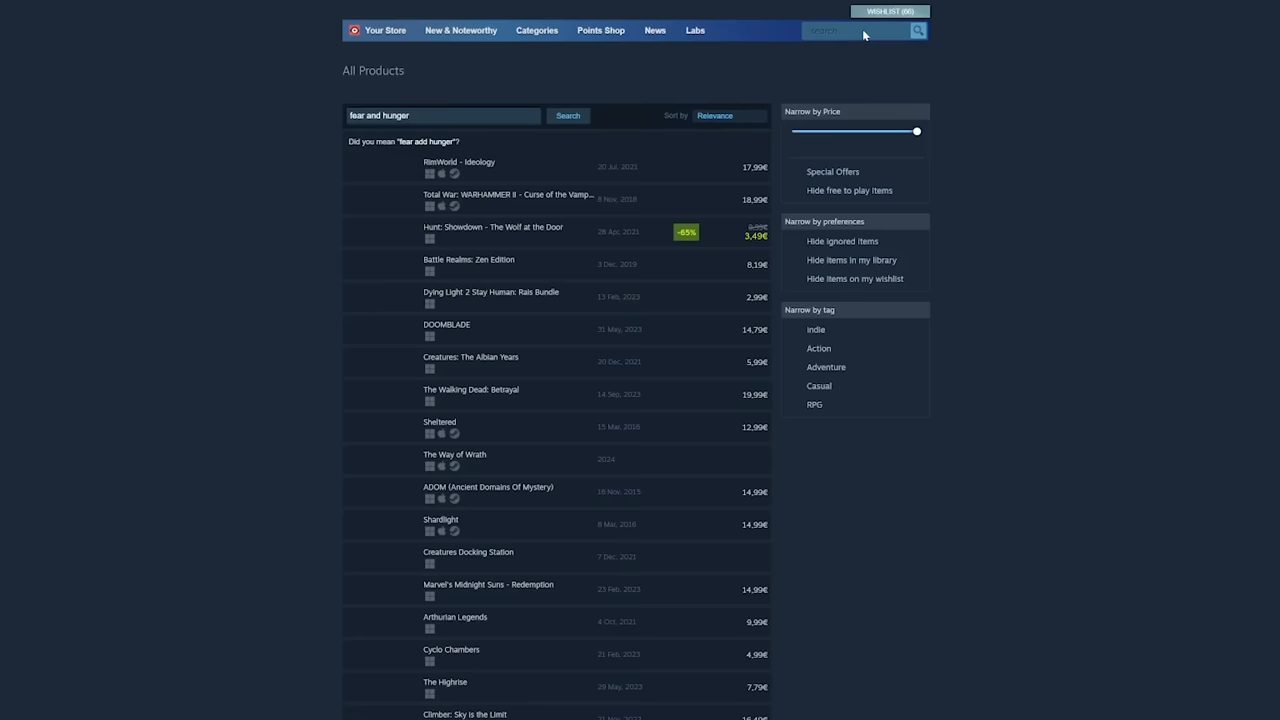 WISHLIST (66)
Your Store New & Noteworthy Categories Points Shop News Labs search
All Products
fear and hunger Search Sort by Relevance
Did you mean "fear add hunger"?
RimWorld - Ideology 20 Jul, 2021 17,99€
Total War: WARHAMMER II - Curse of the Vamp... 8 Nov, 2018 18,99€
Hunt: Showdown - The Wolf at the Door 28 Apr, 2021 -65% 9,99€ 3,49€
Battle Realms: Zen Edition 3 Dec, 2019 8,19€
Dying Light 2 Stay Human: Rais Bundle 13 Feb, 2023 2,99€
DOOMBLADE 31 May, 2023 14,79€
Creatures: The Albian Years 20 Dec, 2021 5,99€
The Walking Dead: Betrayal 14 Sep, 2023 19,99€
Sheltered 15 Mar, 2016 12,99€
The Way of Wrath 2024
ADOM (Ancient Domains Of Mystery) 16 Nov, 2015 14,99€
Shardlight 8 Mar, 2016 14,99€
Creatures Docking Station 7 Dec, 2021
Marvel's Midnight Suns - Redemption 23 Feb, 2023 14,99€
Arthurian Legends 4 Oct, 2021 9,99€
Cyclo Chambers 21 Feb, 2023 4,99€
The Highrise 29 May, 2023 7,79€
Climber: Sky is the Limit
Narrow by Price
Special Offers
Hide free to play items
Narrow by preferences
Hide ignored items
Hide items in my library
Hide items on my wishlist
Narrow by tag
Indie
Action
Adventure
Casual
RPG